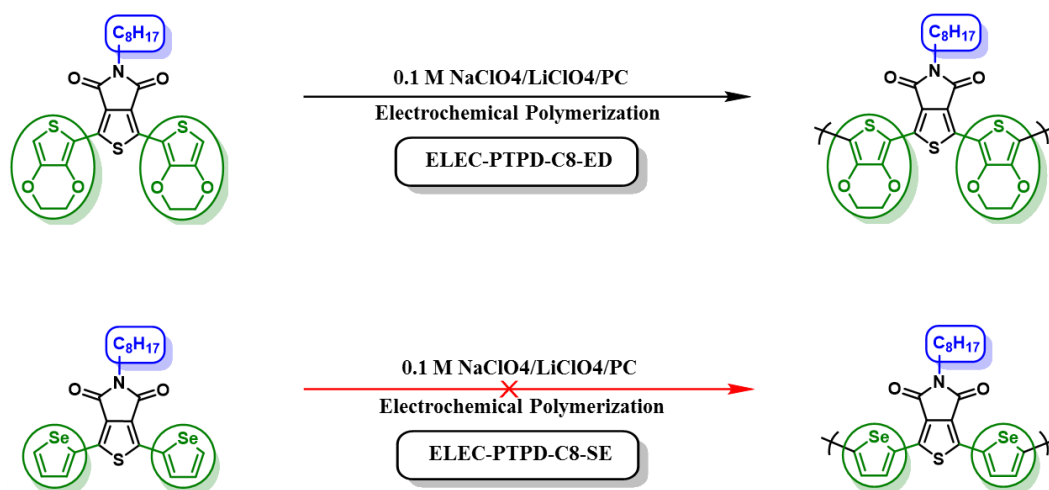 C8H17 C8H17
O N O 0.1 M NaClO4/LiClO4/PC O N O
Electrochemical Polymerization
S S S S
S ELEC-PTPD-C8-ED S
O O O O O O O O
C8H17 C8H17
O N O 0.1 M NaClO4/LiClO4/PC O N O
Electrochemical Polymerization
Se Se Se Se
S ELEC-PTPD-C8-SE S